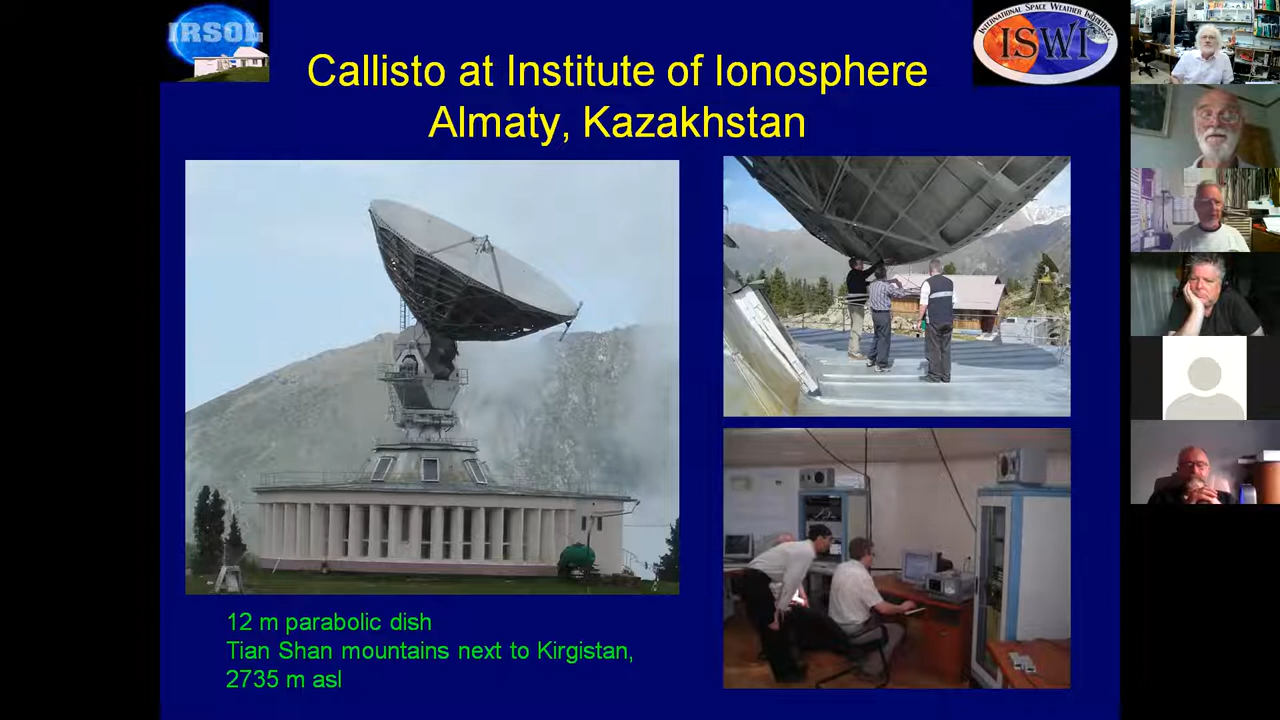 IRSOL
INTERNATIONAL SPACE WEATHER INITIATIVE
ISWI
Callisto at Institute of Ionosphere
Almaty, Kazakhstan
12 m parabolic dish
Tian Shan mountains next to Kirgistan,
2735 m asl